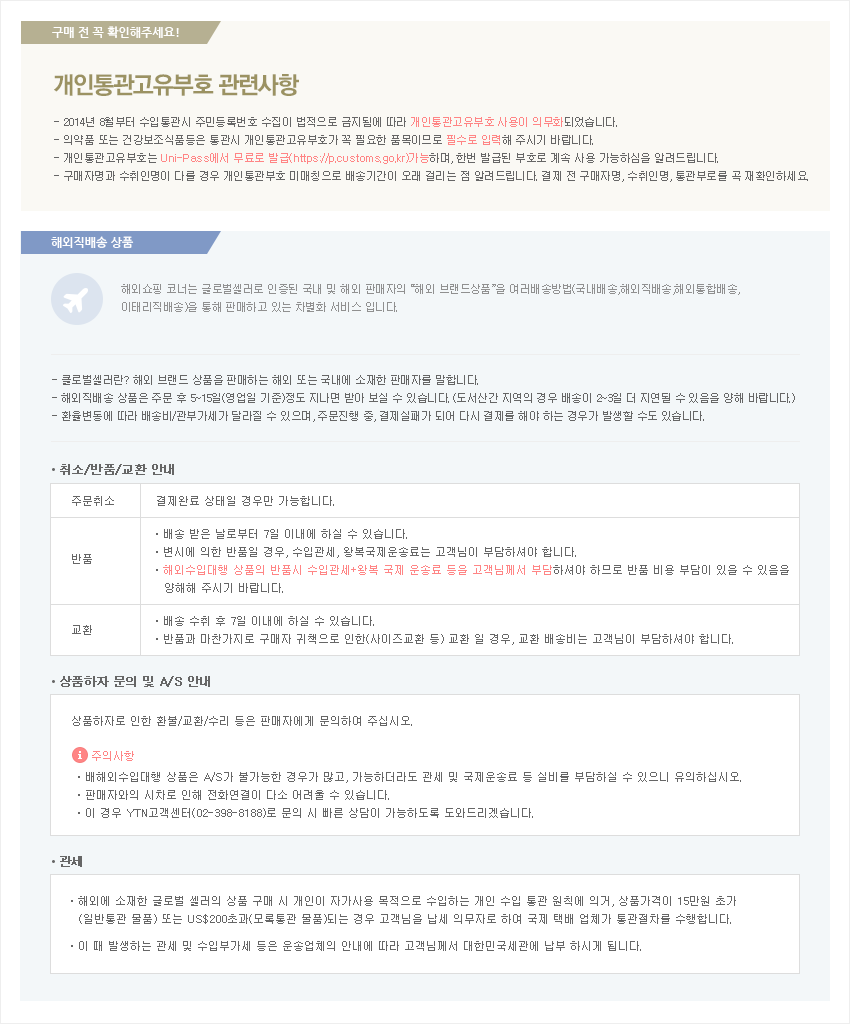 구매 전 꼭 확인해주세요!
개인통관고유부호 관련사항
- 2014년 8월부터 수입통관시 주민등록번호 수집이 법적으로 금지됨에 따라 개인통관고유부호 사용이 의무화되었습니다.
- 의약품 또는 건강보조식품등은 통관시 개인통관고유부호가 꼭 필요한 품목이므로 필수로 입력해 주시기 바랍니다.
- 개인통관고유부호는 Uni-Pass에서 무료로 발급(https://p.customs.go.kr)가능하며, 한번 발급된 부호로 계속 사용 가능하심을 알려드립니다.
- 구매자명과 수취인명이 다를 경우 개인통관부호 미매칭으로 배송기간이 오래 걸리는 점 알려드립니다. 결제 전 구매자명, 수취인명, 통관부로를 꼭 재확인하세요.
해외직배송 상품
해외쇼핑 코너는 글로벌셀러로 인증된 국내 및 해외 판매자의 "해외 브랜드상품"을 여러배송방법(국내배송,해외직배송,해외통합배송,
이태리직배송)을 통해 판매하고 있는 차별화 서비스 입니다.
- 클로벌셀러란? 해외 브랜드 상품을 판매하는 해외 또는 국내에 소재한 판매자를 말합니다.
- 해외직배송 상품은 주문 후 5~15일(영업일 기준)정도 지나면 받아 보실 수 있습니다. (도서산간 지역의 경우 배송이 2~3일 더 지연될 수 있음을 양해 바랍니다.)
- 환율변동에 따라 배송비/관부가세가 달라질 수 있으며, 주문진행 중, 결제실패가 되어 다시 결제를 해야 하는 경우가 발생할 수도 있습니다.
· 취소/반품/교환 안내
주문취소 결제완료 상태일 경우만 가능합니다.
· 배송 받은 날로부터 7일 이내에 하실 수 있습니다.
반품 · 변시에 의한 반품일 경우, 수입관세, 왕복국제운송료는 고객님이 부담하셔야 합니다.
· 해외수입대행 상품의 반품시 수입관세+왕복 국제 운송료 등을 고객님께서 부담하셔야 하므로 반품 비용 부담이 있을 수 있음을
양해해 주시기 바랍니다.
교환 · 배송 수취 후 7일 이내에 하실 수 있습니다.
· 반품과 마찬가지로 구매자 귀책으로 인한(사이즈교환 등) 교환 일 경우, 교환 배송비는 고객님이 부담하셔야 합니다.
· 상품하자 문의 및 A/S 안내
상품하자로 인한 환불/교환/수리 등은 판매자에게 문의하여 주십시오.
주의사항
· 배해외수입대행 상품은 A/S가 불가능한 경우가 많고, 가능하더라도 관세 및 국제운송료 등 실비를 부담하실 수 있으니 유의하십시오.
· 판매자와의 시차로 인해 전화연결이 다소 어려울 수 있습니다.
· 이 경우 YTN고객센터(02-398-8188)로 문의 시 빠른 상담이 가능하도록 도와드리겠습니다.
· 관세
· 해외에 소재한 글로벌 셀러의 상품 구매 시 개인이 자가사용 목적으로 수입하는 개인 수입 통관 원칙에 의거, 상품가격이 15만원 초가
(일반통관 물품) 또는 US$200초과(모록통관 물품)되는 경우 고객님을 납세 의무자로 하여 국제 택배 업체가 통관절차를 수행합니다.
· 이 때 발생하는 관세 및 수입부가세 등은 운송업체의 안내에 따라 고객님께서 대한민국세관에 납부 하시게 됩니다.